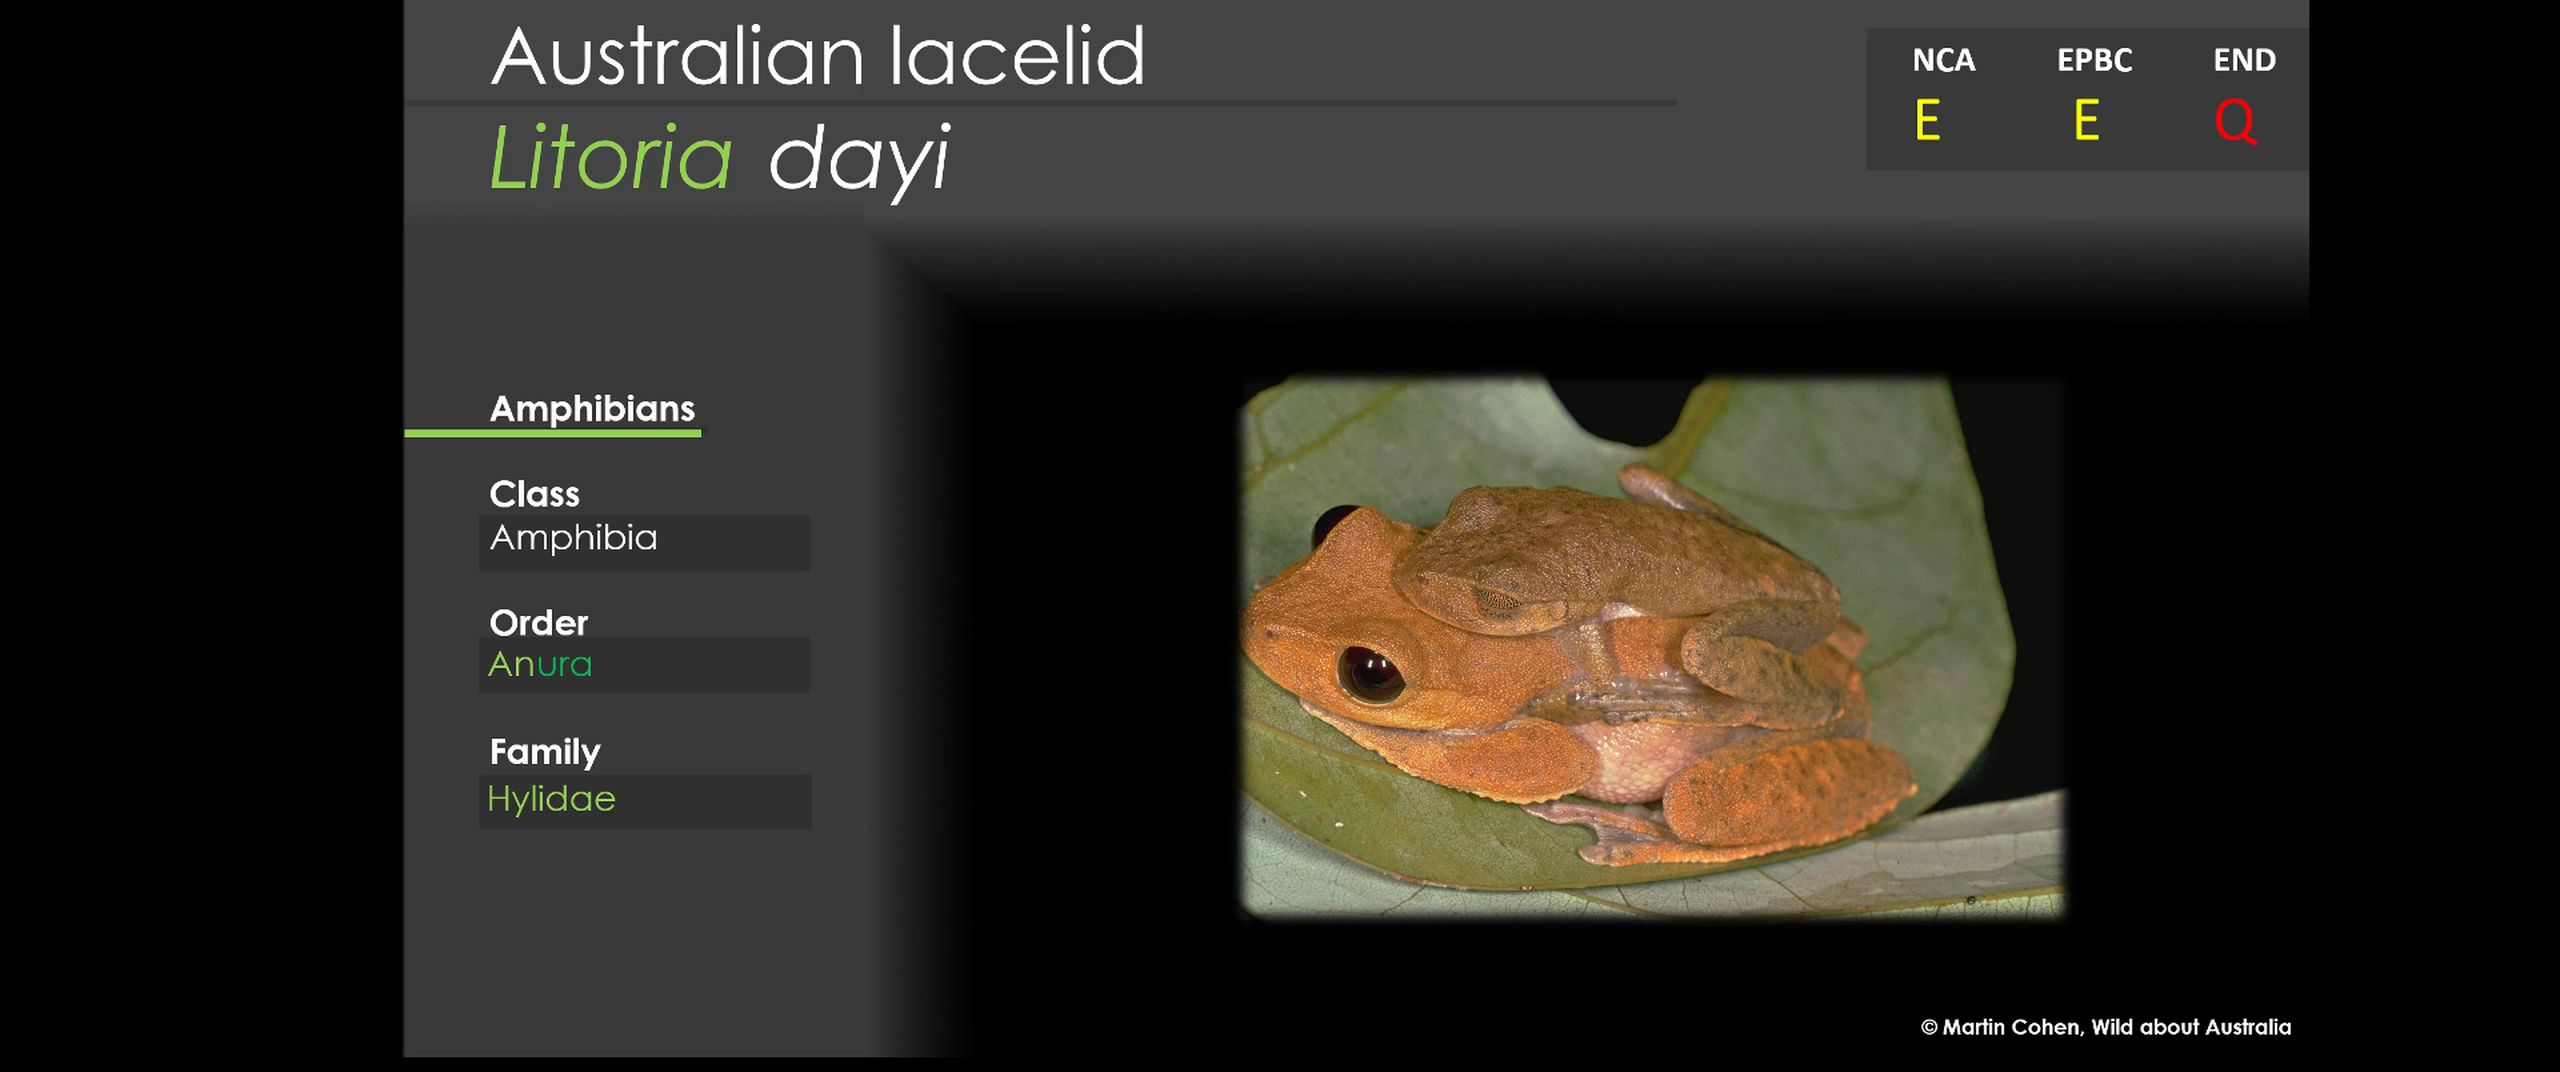 Australian lacelid
Litoria dayi
NCA EPBC END
E E Q
Amphibians
Class
Amphibia
Order
Anura
Family
Hylidae
© Martin Cohen, Wild about Australia